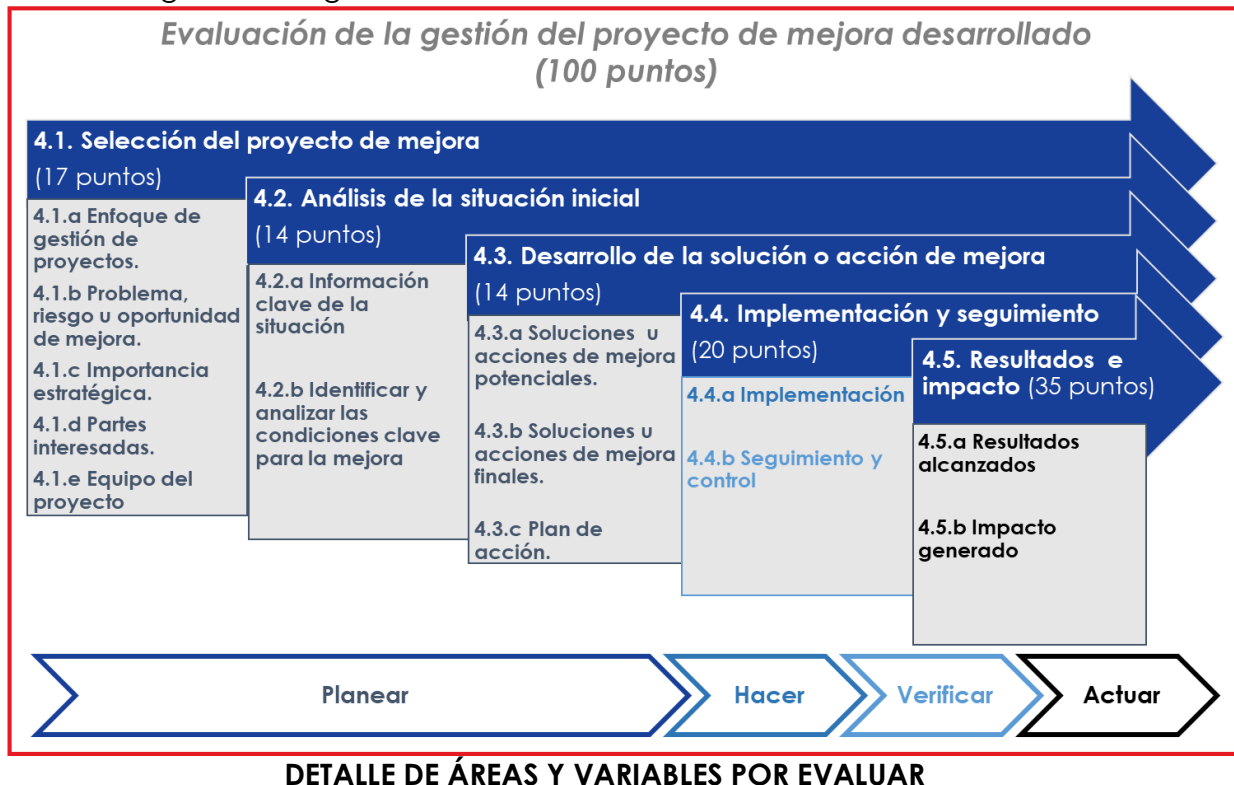 Evaluación de la gestión del proyecto de mejora desarrollado
(100 puntos)
4.1. Selección del proyecto de mejora
(17 puntos)
4.1.a Enfoque de
gestión de
proyectos.
4.1.b Problema,
riesgo u oportunidad
de mejora.
4.1.c Importancia
estratégica.
4.1.d Partes
interesadas.
4.1.e Equipo del
proyecto
4.2. Análisis de la situación inicial
(14 puntos)
4.2.a Información
clave de la
situación
4.2.b Identificar y
analizar las
condiciones clave
para la mejora
4.3. Desarrollo de la solución o acción de mejora
(14 puntos)
4.3.a Soluciones u
acciones de mejora
potenciales.
4.3.b Soluciones u
acciones de mejora
finales.
4.3.c Plan de
acción.
4.4. Implementación y seguimiento
(20 puntos)
4.4.a Implementación
4.4.b Seguimiento y
control
4.5. Resultados e
impacto (35 puntos)
4.5.a Resultados
alcanzados
4.5.b Impacto
generado
Planear
Hacer
Verificar
Actuar
DETALLE DE ÁREAS Y VARIABLES POR EVALUAR